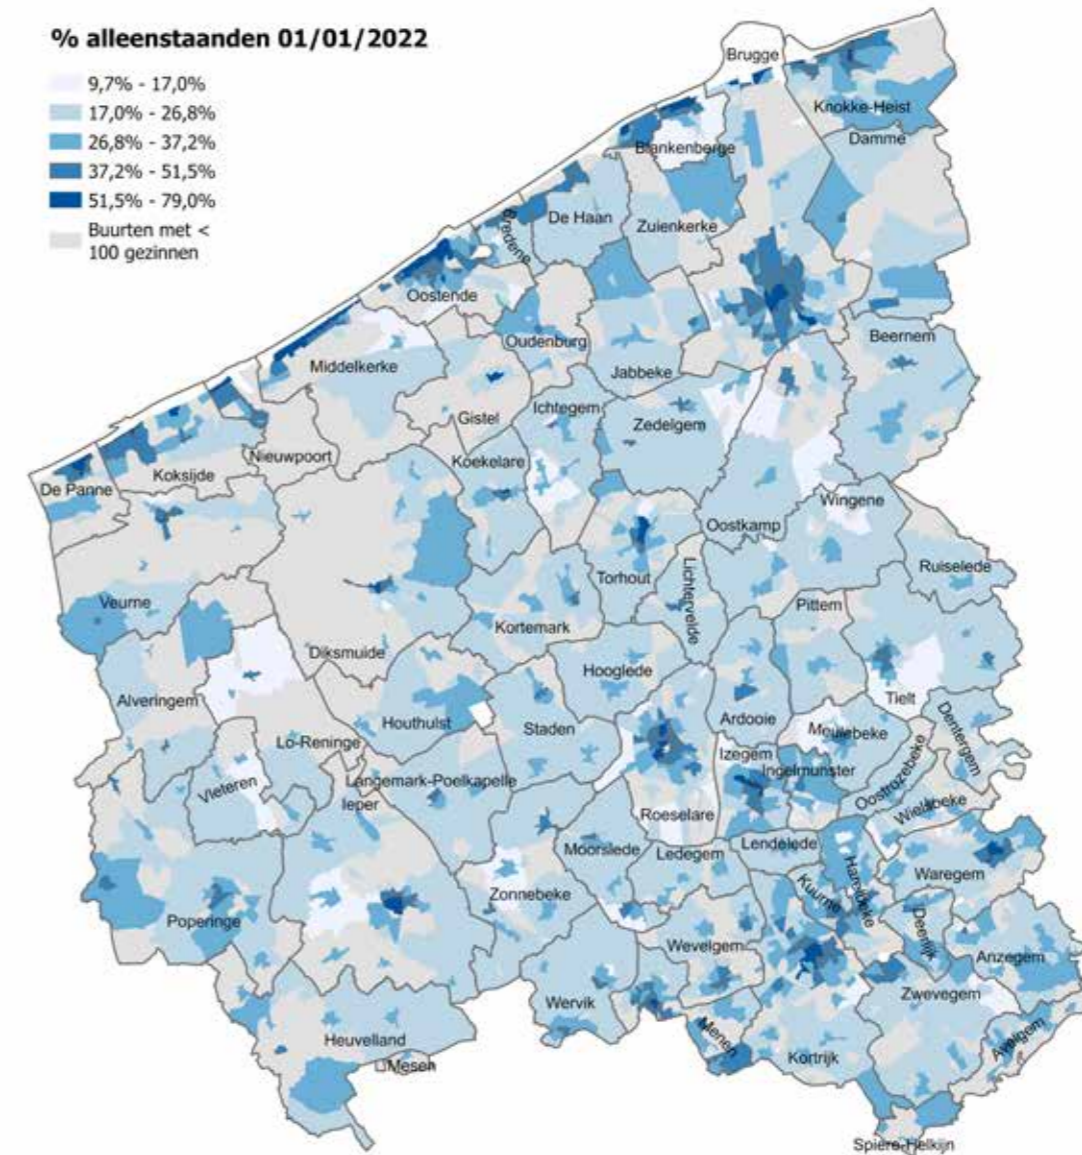 % alleenstaanden 01/01/2022
9,7% - 17,0%
17,0% - 26,8%
26,8% - 37,2%
37,2% - 51,5%
51,5% - 79,0%
Buurten met <
100 gezinnen
Brugge
Knokke-Heist
Damme
Blankenberge
De Haan
Bredene
Zuienkerke
Oostende
Oudenburg
Beernem
Middelkerke
Jabbeke
Gistel
Ichtegem
Zedelgem
Nieuwpoort
Koekelare
Koksijde
De Panne
Wingene
Oostkamp
Ruiselede
Torhout
Lichtervelde
Veurne
Pittem
Kortemark
Diksmuide
Hooglede
Alveringem
Tielt
Houthulst
Staden
Ardooie
Meulebeke
Dentergem
Lo-Reninge
Izegem
Ingelmunster
Oostrozebeke
Vleteren
Langemark-Poelkapelle
Ieper
Wielsbeke
Roeselare
Moorslede
Ledegem
Lendelede
Harelbeke
Waregem
Zonnebeke
Kuurne
Deerlijk
Poperinge
Wevelgem
Anzegem
Zwevegem
Wervik
Heuvelland
Menen
Avelgem
Kortrijk
Mesen
Spiere-Helkijn